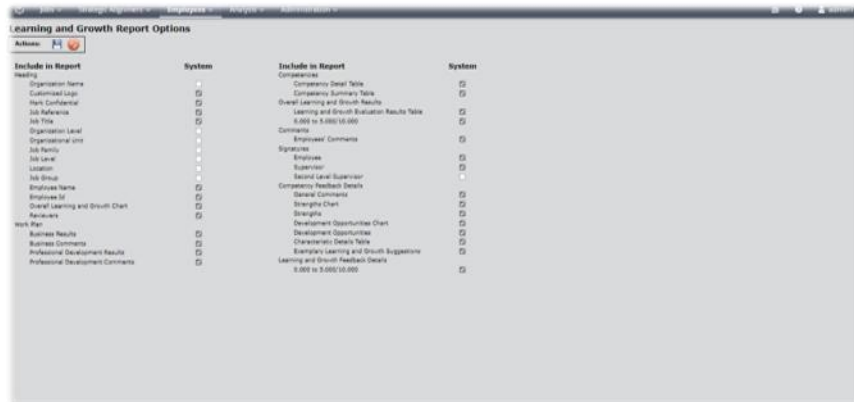 Jobs
Strategic Alignment
Employees
Analysis
Administration
Learning and Growth Report Options
Actions:
Include in Report System
Heading
Organization Name
Customized Logo
Mark Confidential
Job Reference
Job Title
Organization Level
Organizational Unit
Job Family
Job Level
Location
Job Group
Employee Name
Employee Id
Overall Learning and Growth Chart
Reviewers
Work Plan
Business Results
Business Comments
Professional Development Results
Professional Development Comments
Include in Report System
Competencies
Competency Detail Table
Competency Summary Table
Overall Learning and Growth Results
Learning and Growth Evaluation Results Table
0.000 to 5.000/10.000
Comments
Employees' Comments
Signatures
Employee
Supervisor
Second Level Supervisor
Competency Feedback Details
General Comments
Strengths Chart
Strengths
Development Opportunities Chart
Development Opportunities
Characteristic Details Table
Exemplary Learning and Growth Suggestions
Learning and Growth Feedback Details
0.000 to 5.000/10.000